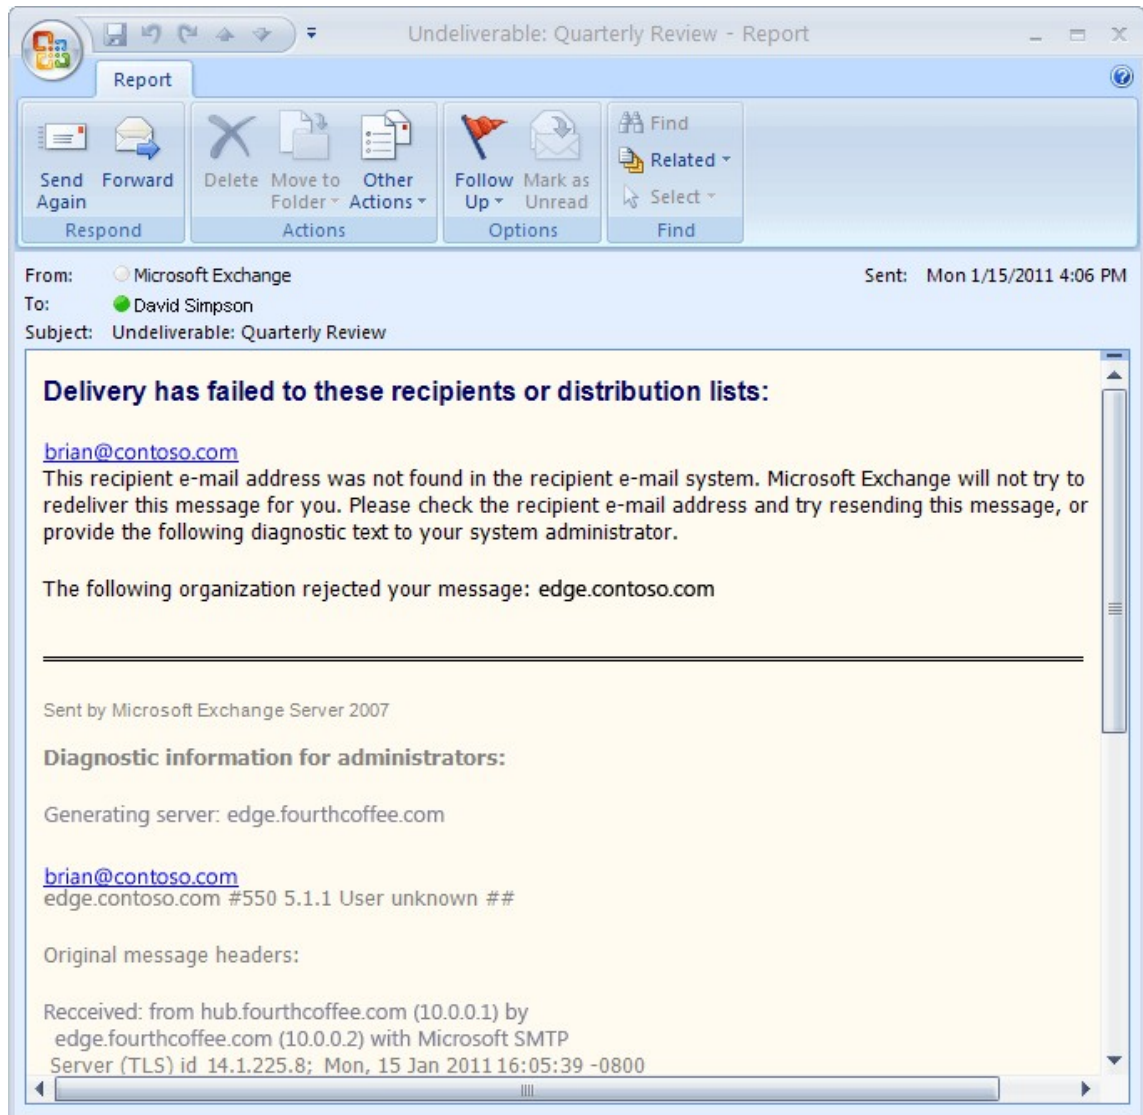 Undeliverable: Quarterly Review - Report
Report
Send Again
Forward
Delete
Move to Folder
Other Actions
Follow Up
Mark as Unread
Find
Related
Select
Respond
Actions
Options
Find
From: Microsoft Exchange
Sent: Mon 1/15/2011 4:06 PM
To: David Simpson
Subject: Undeliverable: Quarterly Review
Delivery has failed to these recipients or distribution lists:
brian@contoso.com
This recipient e-mail address was not found in the recipient e-mail system. Microsoft Exchange will not try to
redeliver this message for you. Please check the recipient e-mail address and try resending this message, or
provide the following diagnostic text to your system administrator.
The following organization rejected your message: edge.contoso.com
Sent by Microsoft Exchange Server 2007
Diagnostic information for administrators:
Generating server: edge.fourthcoffee.com
brian@contoso.com
edge.contoso.com #550 5.1.1 User unknown ##
Original message headers:
Recceived: from hub.fourthcoffee.com (10.0.0.1) by
edge.fourthcoffee.com (10.0.0.2) with Microsoft SMTP
Server (TLS) id 14.1.225.8; Mon, 15 Jan 2011 16:05:39 -0800